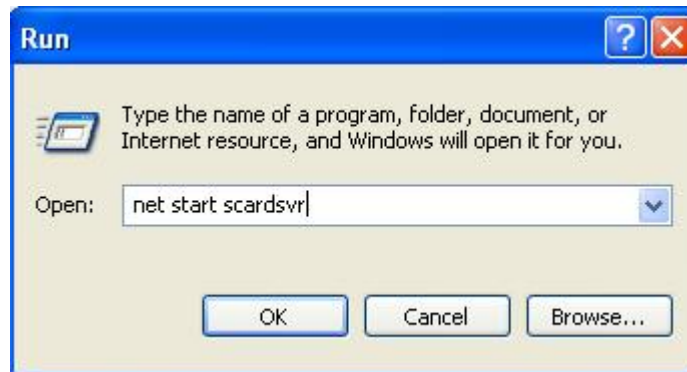 Run
Type the name of a program, folder, document, or
Internet resource, and Windows will open it for you.
Open: net start scardsvr
OK Cancel Browse...